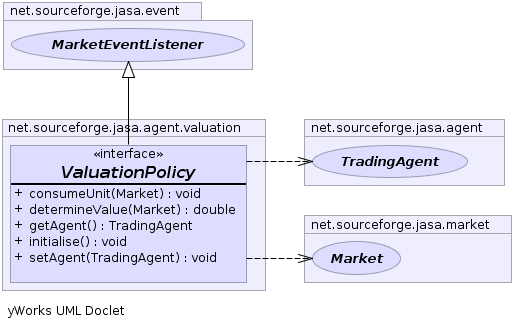 net.sourceforge.jasa.event
MarketEventListener
net.sourceforge.jasa.agent.valuation
«interface»
ValuationPolicy
+ consumeUnit(Market) : void
+ determineValue(Market) : double
+ getAgent() : TradingAgent
+ initialise() : void
+ setAgent(TradingAgent) : void
net.sourceforge.jasa.agent
TradingAgent
net.sourceforge.jasa.market
Market
yWorks UML Doclet